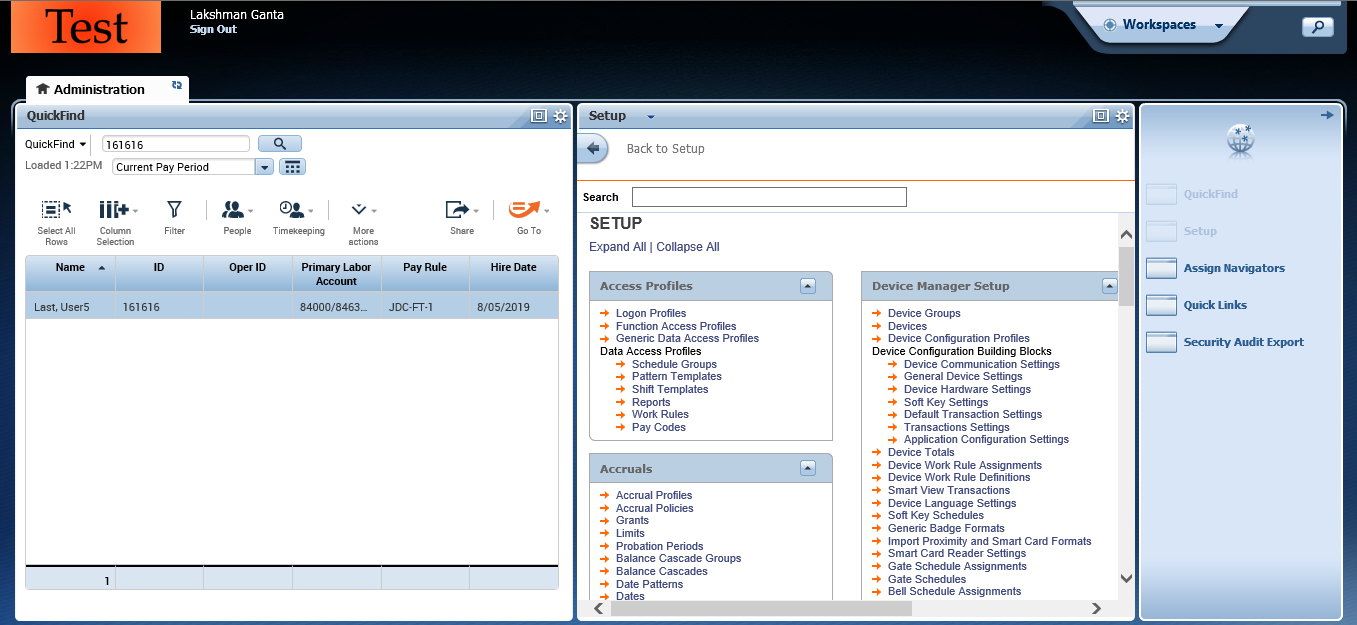 Test
Lakshman Ganta
Sign Out
Workspaces
Administration
QuickFind
QuickFind
161616
Loaded 1:22PM
Current Pay Period
Select All Rows
Column Selection
Filter
People
Timekeeping
More actions
Share
Go To
Name ID Oper ID Primary Labor Account Pay Rule Hire Date
Last, User5 161616 84000/8463... JDC-FT-1 8/05/2019
1
Setup
Back to Setup
Search
SETUP
Expand All | Collapse All
Access Profiles
Logon Profiles
Function Access Profiles
Generic Data Access Profiles
Data Access Profiles
Schedule Groups
Pattern Templates
Shift Templates
Reports
Work Rules
Pay Codes
Accruals
Accrual Profiles
Accrual Policies
Grants
Limits
Probation Periods
Balance Cascade Groups
Balance Cascades
Date Patterns
Dates
Device Manager Setup
Device Groups
Devices
Device Configuration Profiles
Device Configuration Building Blocks
Device Communication Settings
General Device Settings
Device Hardware Settings
Soft Key Settings
Default Transaction Settings
Transactions Settings
Application Configuration Settings
Device Totals
Device Work Rule Assignments
Device Work Rule Definitions
Smart View Transactions
Device Language Settings
Soft Key Schedules
Generic Badge Formats
Import Proximity and Smart Card Formats
Smart Card Reader Settings
Gate Schedule Assignments
Gate Schedules
Bell Schedule Assignments
QuickFind
Setup
Assign Navigators
Quick Links
Security Audit Export